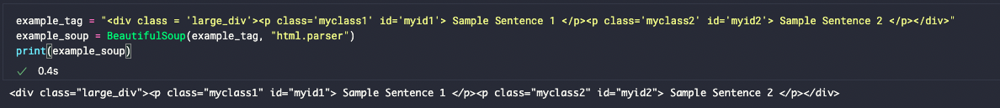 example_tag = "<div class = 'large_div'><p class='myclass1' id='myid1'> Sample Sentence 1 </p><p class='myclass2' id='myid2'> Sample Sentence 2 </p></div>"
example_soup = BeautifulSoup(example_tag, "html.parser")
print(example_soup)
✓ 0.4s
<div class="large_div"><p class="myclass1" id="myid1"> Sample Sentence 1 </p><p class="myclass2" id="myid2"> Sample Sentence 2 </p></div>